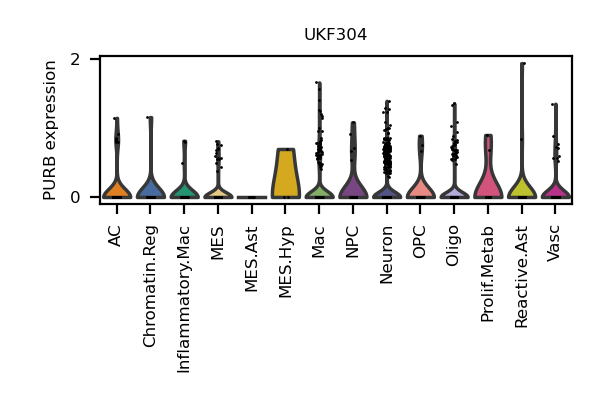 UKF304
PURB expression
2
0
AC
Chromatin.Reg
Inflammatory.Mac
MES
MES.Ast
MES.Hyp
Mac
NPC
Neuron
OPC
Oligo
Prolif.Metab
Reactive.Ast
Vasc